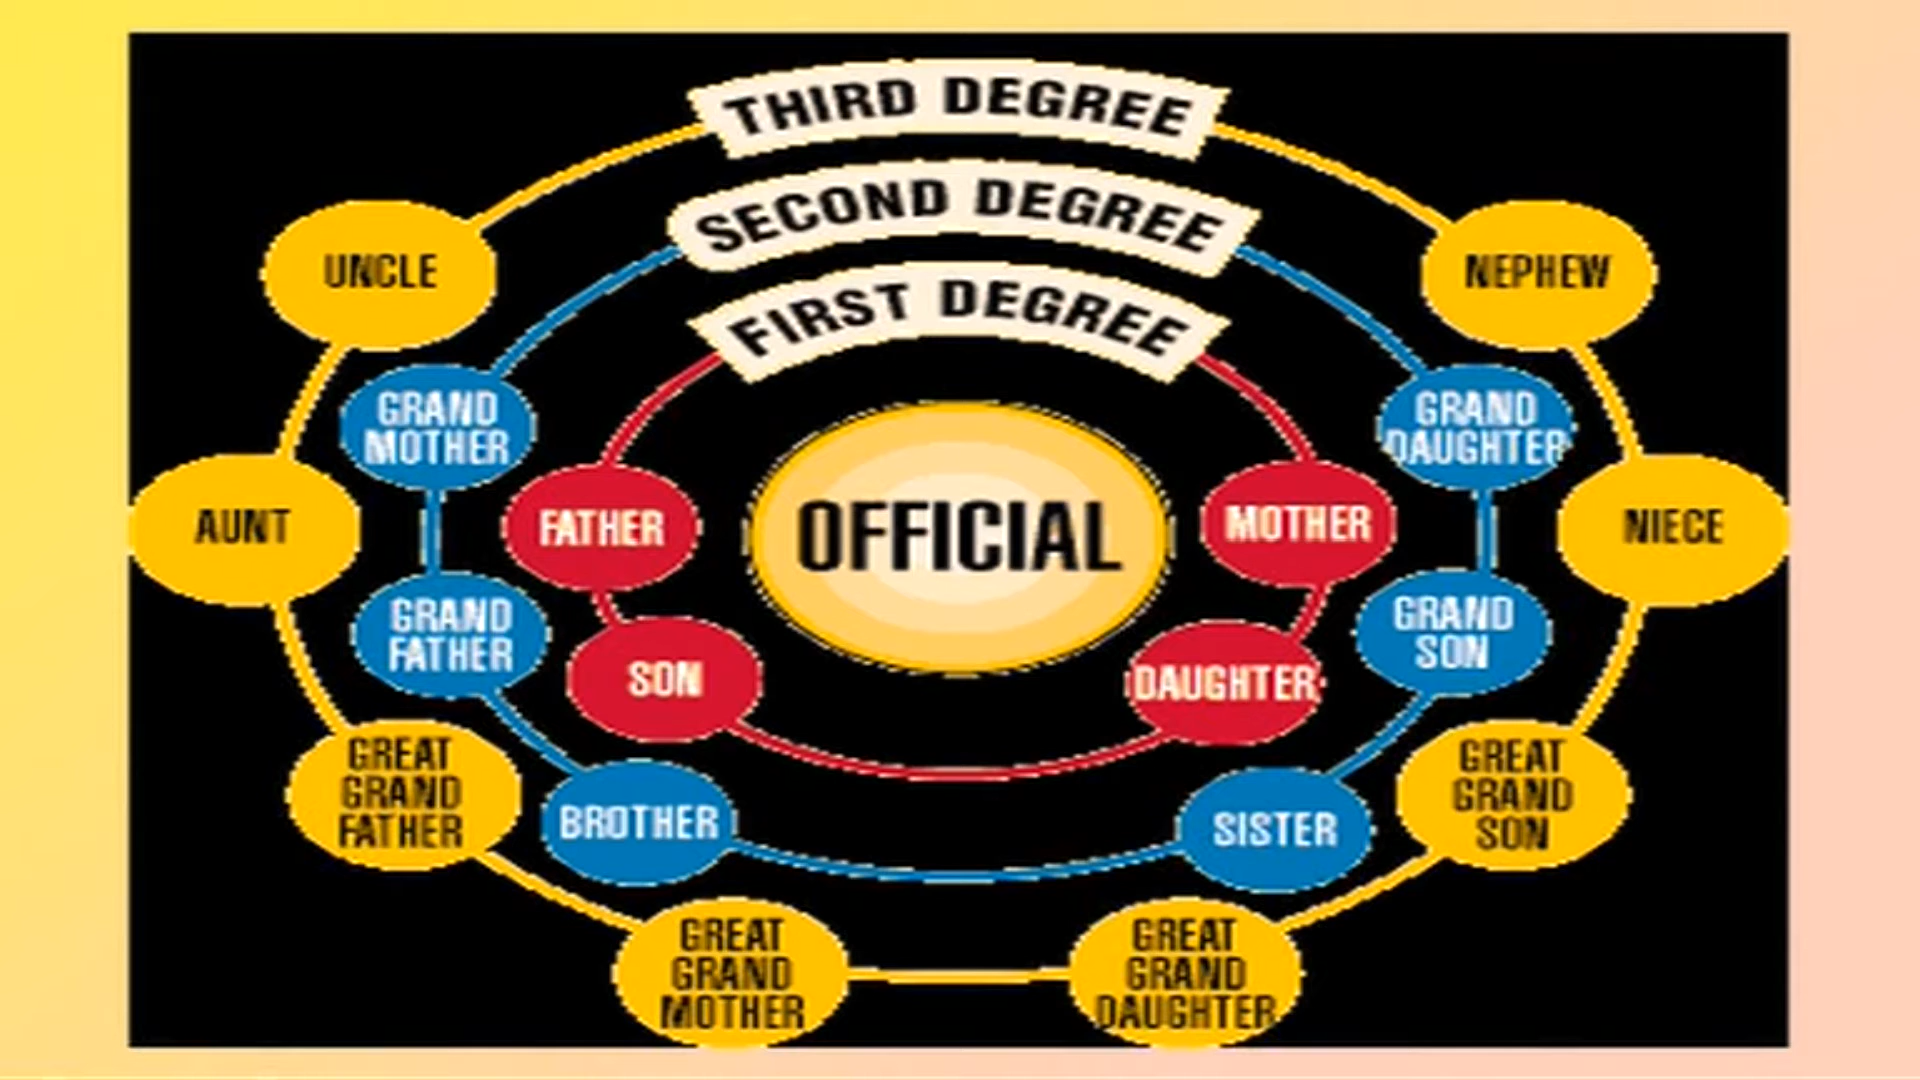 THIRD DEGREE
SECOND DEGREE
FIRST DEGREE
UNCLE
NEPHEW
GRAND
MOTHER
GRAND
DAUGHTER
AUNT
FATHER
OFFICIAL
MOTHER
NIECE
GRAND
FATHER
SON
DAUGHTER
GRAND
SON
GREAT
GRAND
FATHER
BROTHER
SISTER
GREAT
GRAND
SON
GREAT
GRAND
MOTHER
GREAT
GRAND
DAUGHTER